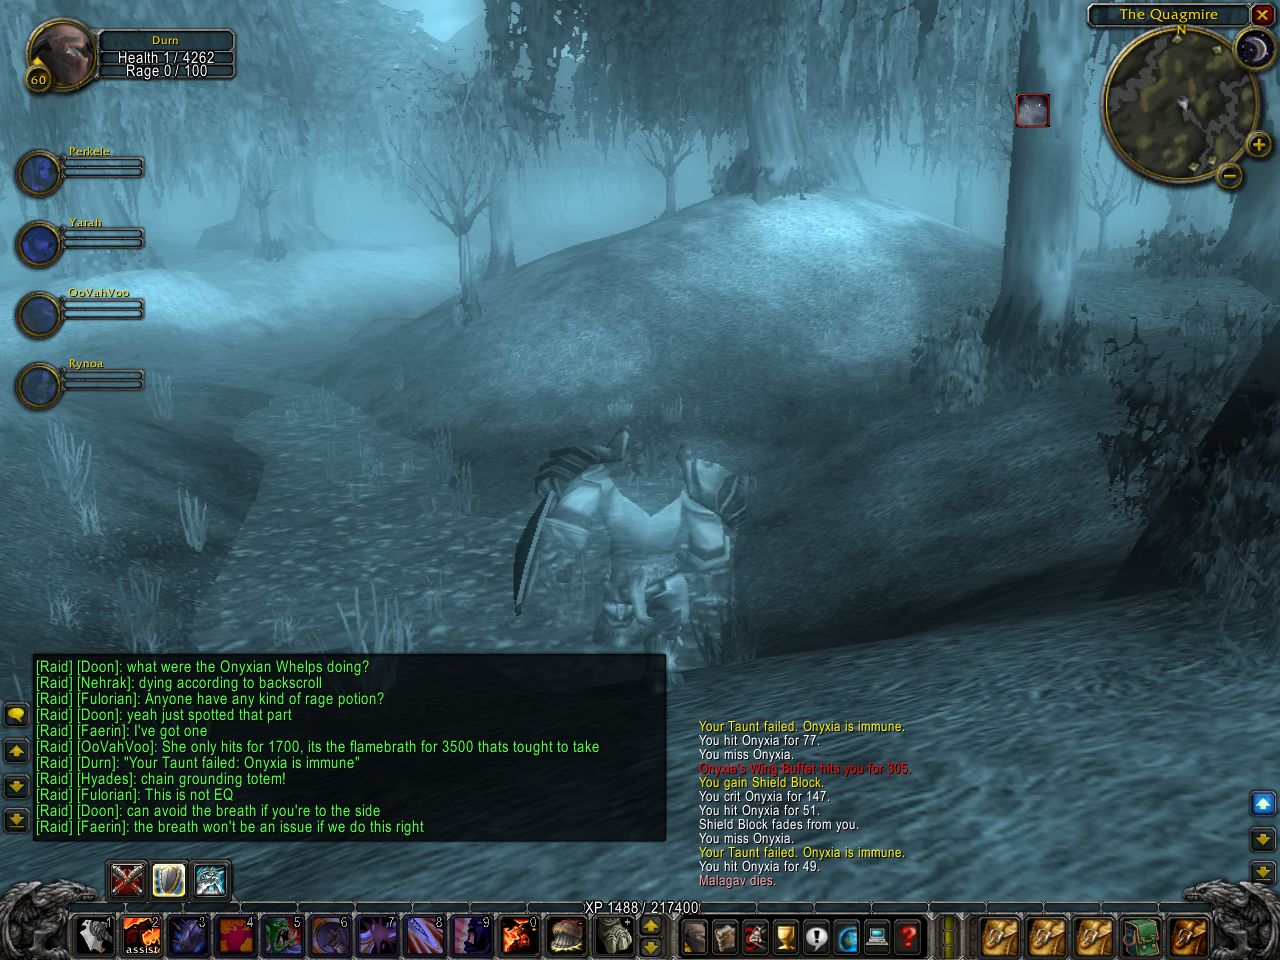 The Quagmire
N
Durn
Health 1 / 4262
Rage 0 / 100
60
Perkele
Yarah
OoVahVoo
Rynoa
[Raid] [Doon]: what were the Onyxian Whelps doing?
[Raid] [Nehrak]: dying according to backscroll
[Raid] [Fulorian]: Anyone have any kind of rage potion?
[Raid] [Doon]: yeah just spotted that part
[Raid] [Faerin]: I've got one
[Raid] [OoVahVoo]: She only hits for 1700, its the flamebrath for 3500 thats tought to take
[Raid] [Durn]: "Your Taunt failed: Onyxia is immune"
[Raid] [Hyades]: chain grounding totem!
[Raid] [Fulorian]: This is not EQ
[Raid] [Doon]: can avoid the breath if you're to the side
[Raid] [Faerin]: the breath won't be an issue if we do this right
Your Taunt failed. Onyxia is immune.
You hit Onyxia for 77.
You miss Onyxia.
Onyxia's Wing Buffet hits you for 305.
You gain Shield Block.
You crit Onyxia for 147.
You hit Onyxia for 51.
Shield Block fades from you.
You miss Onyxia.
Your Taunt failed. Onyxia is immune.
You hit Onyxia for 49.
Malagav dies.
XP 1488 / 217400
1 2 3 4 5 6 7 8 9 0 - +
assist